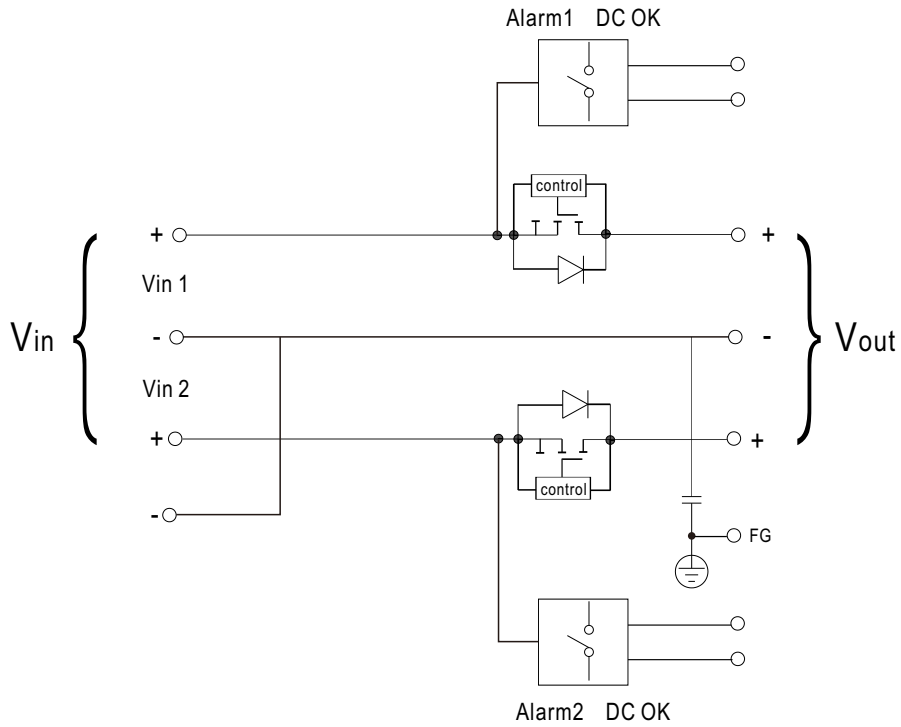 Alarm1 DC OK
control
+ +
Vin 1
Vin - - Vout
Vin 2
+ +
control
-
FG
Alarm2 DC OK